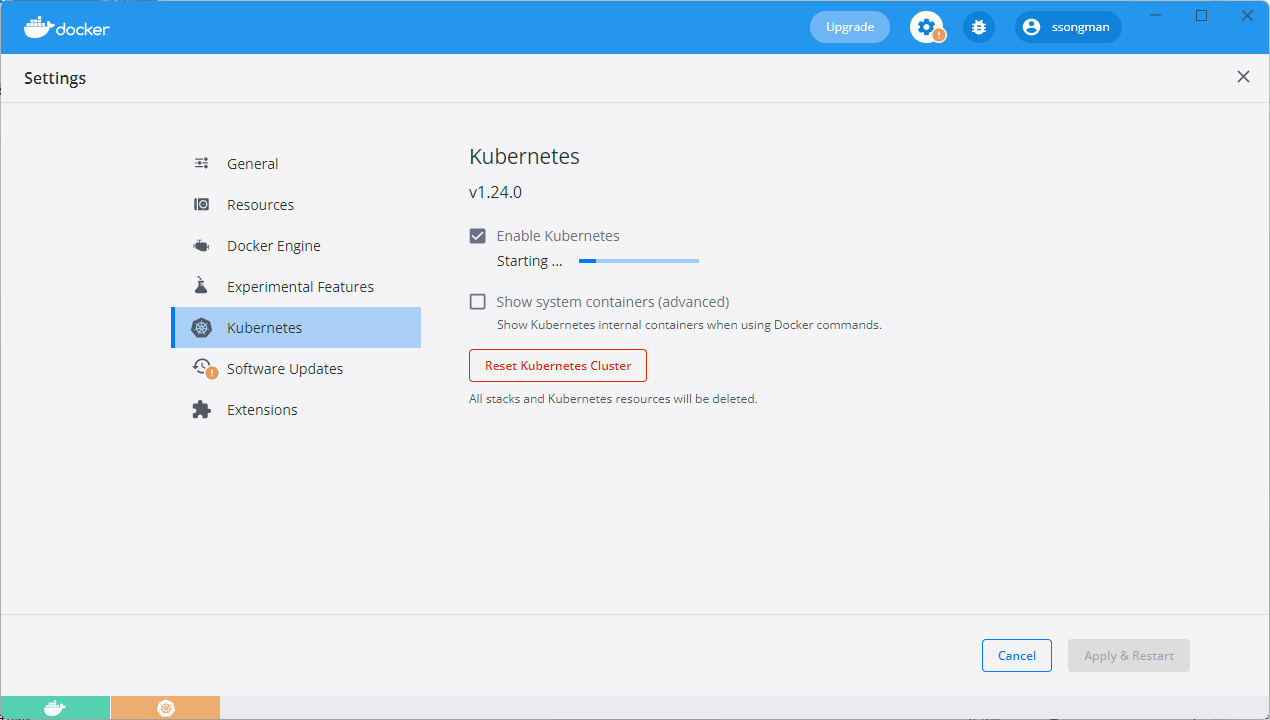 docker
Upgrade
ssongman
Settings
General
Resources
Docker Engine
Experimental Features
Kubernetes
Software Updates
Extensions
Kubernetes
v1.24.0
Enable Kubernetes
Starting ...
Show system containers (advanced)
Show Kubernetes internal containers when using Docker commands.
Reset Kubernetes Cluster
All stacks and Kubernetes resources will be deleted.
Cancel
Apply & Restart